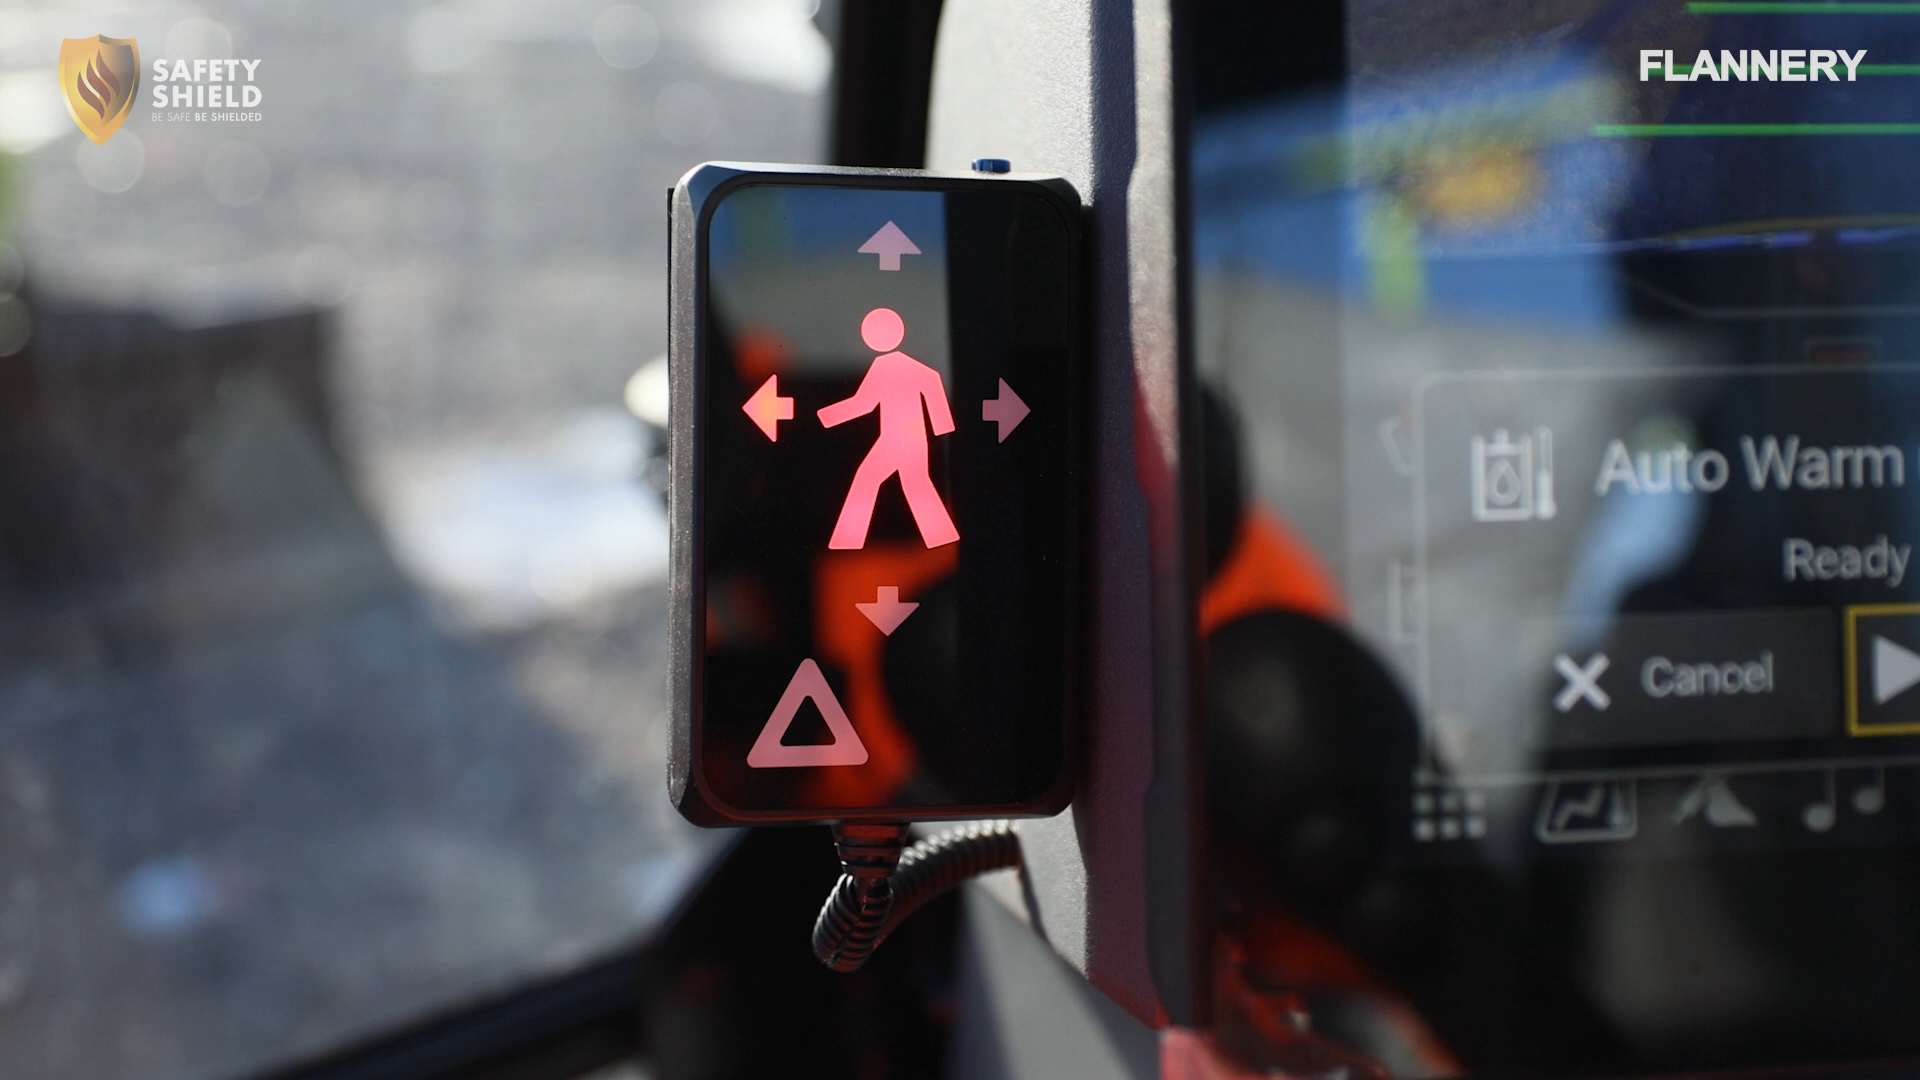 SAFETY
SHIELD
BE SAFE BE SHIELDED
FLANNERY
Auto Warm
Ready
Cancel